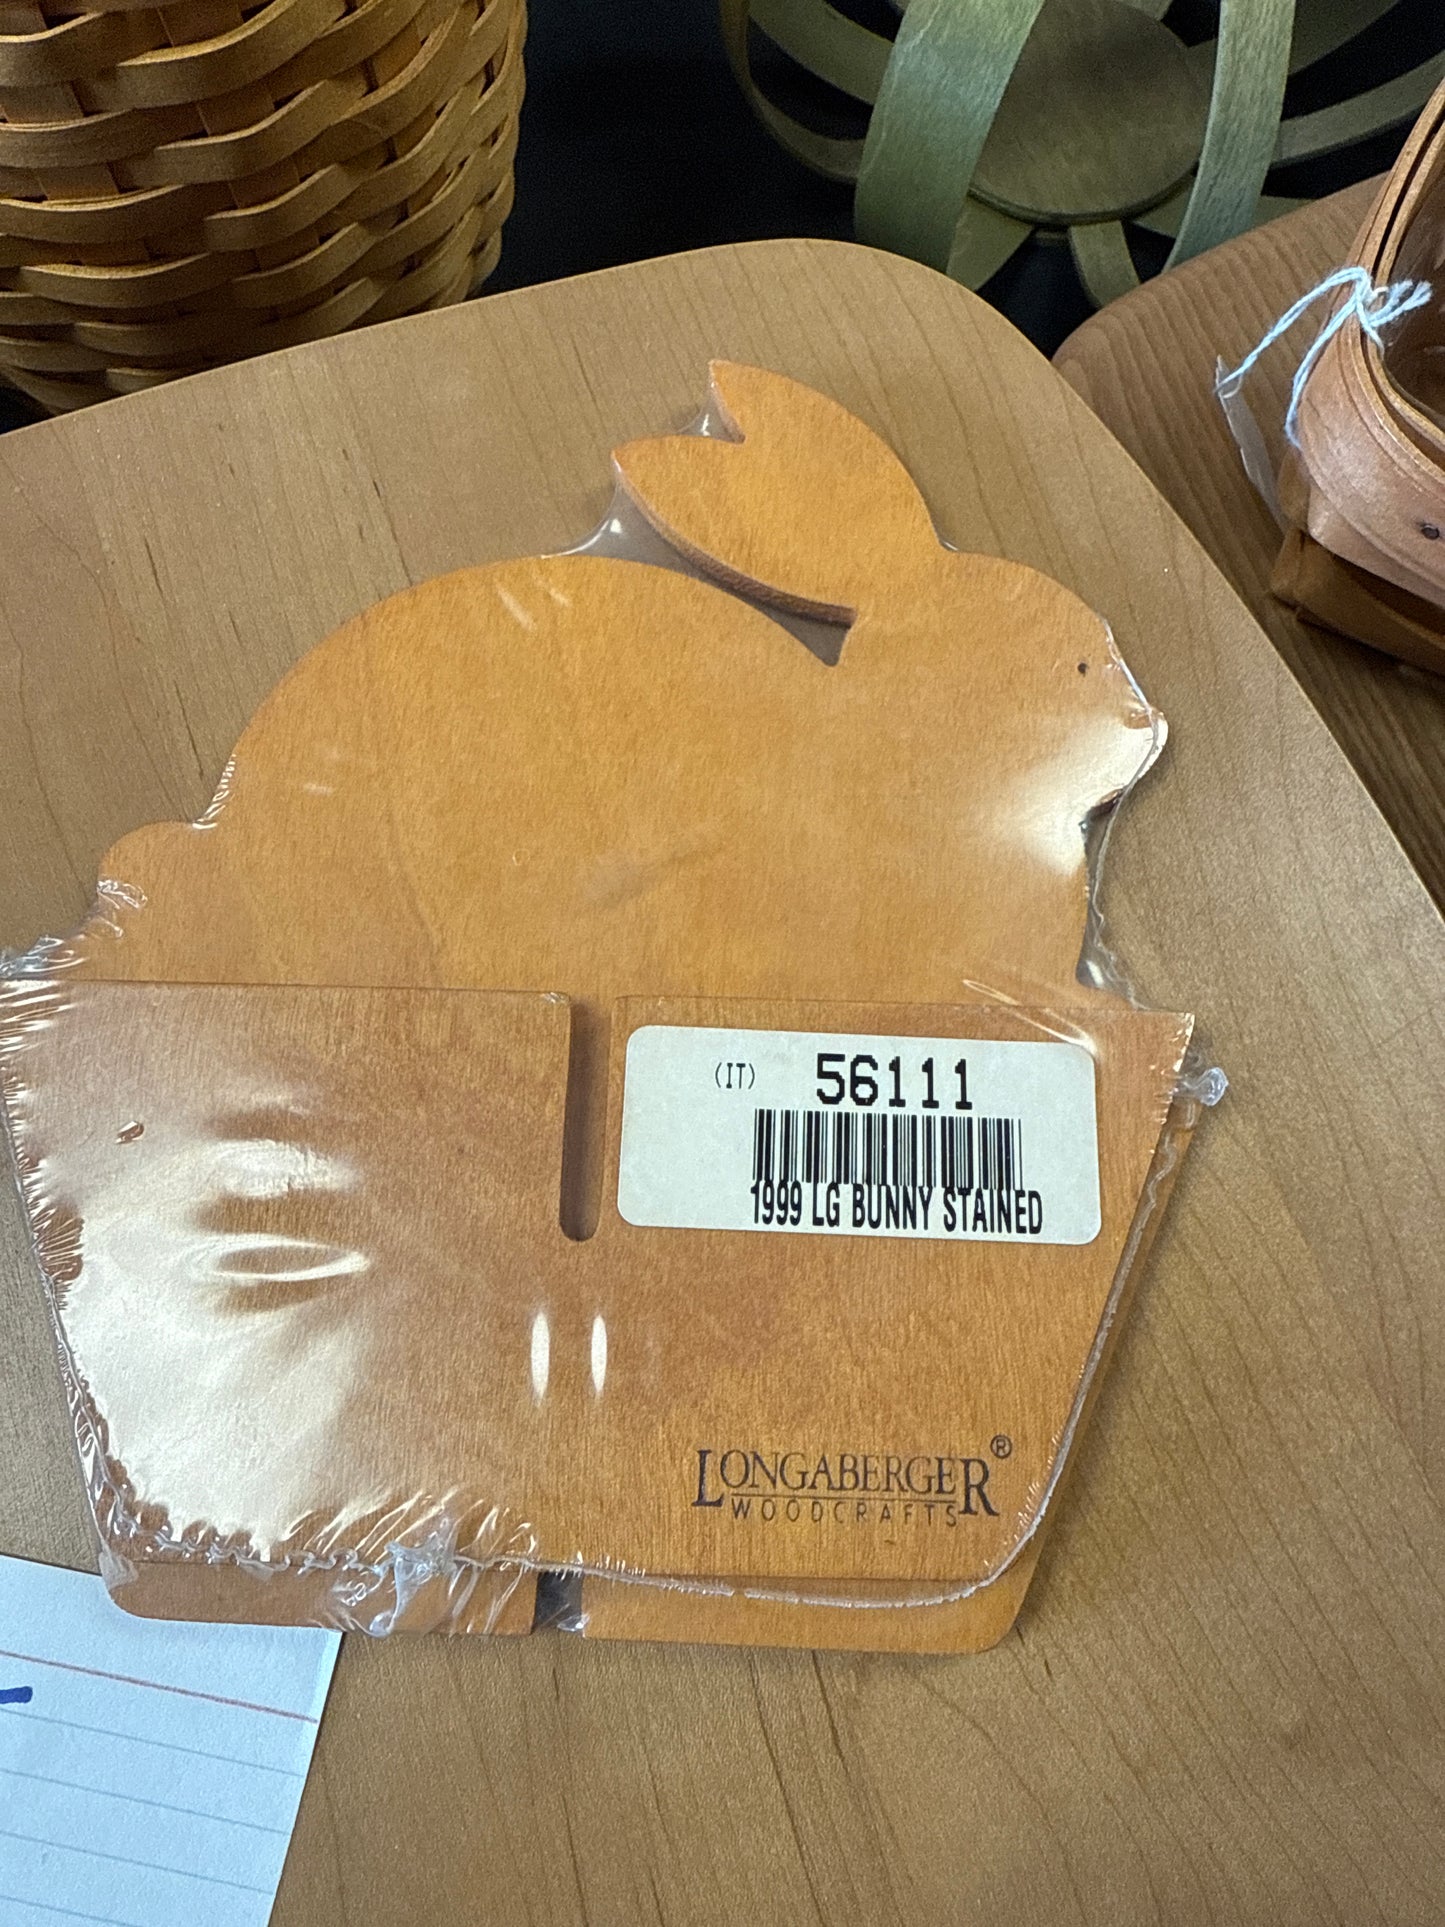 (IT) 56111
1999 LG BUNNY STAINED
LONGABERGER®
WOODCRAFTS